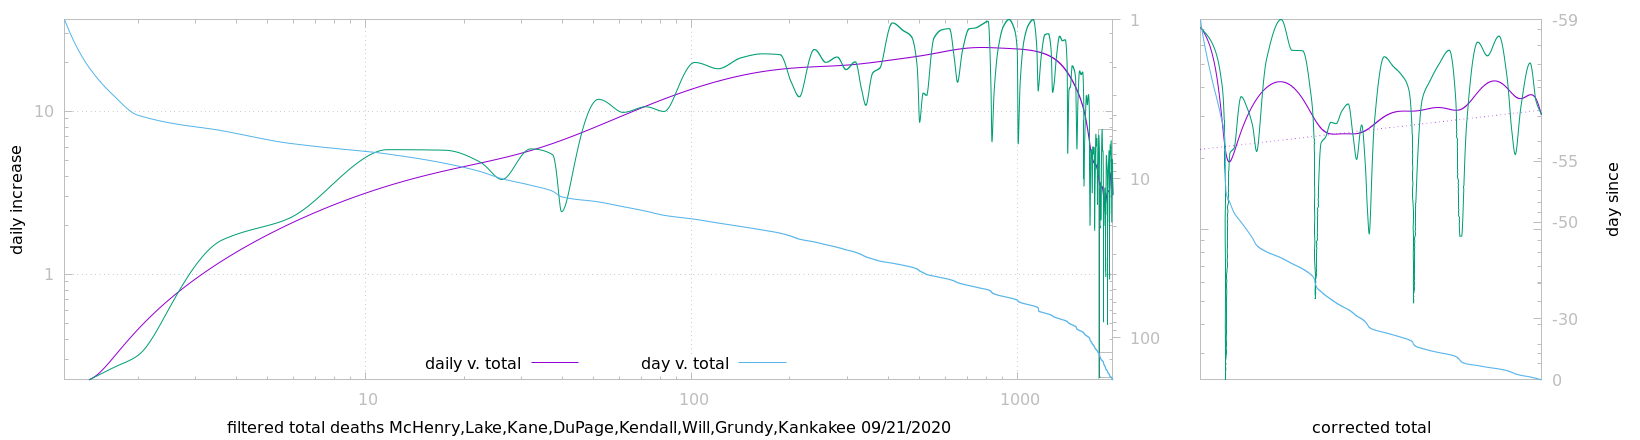 1
-59
10
daily increase
-55
10
day since
-50
1
-30
100
daily v. total
day v. total
0
10
100
1000
filtered total deaths McHenry,Lake,Kane,DuPage,Kendall,Will,Grundy,Kankakee 09/21/2020
corrected total